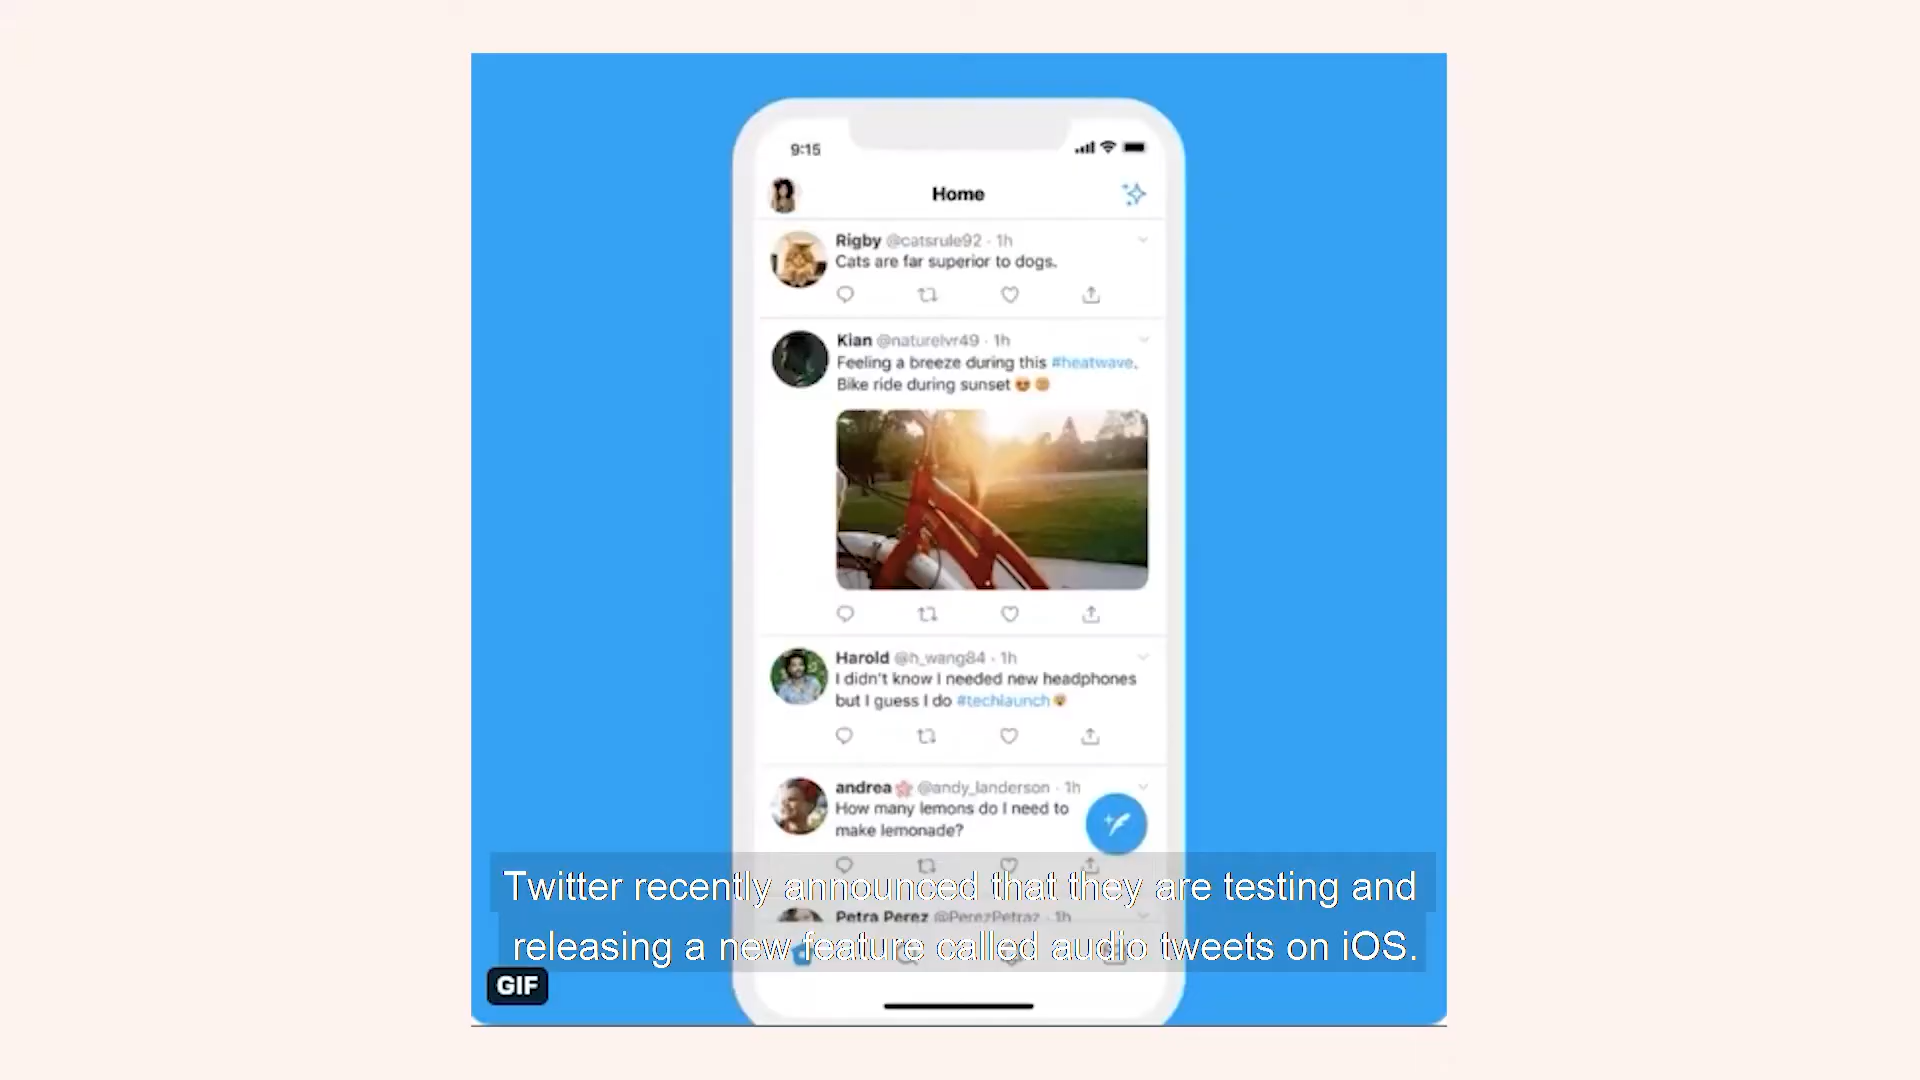 9:15
Home
Rigby @catsrule92 · 1h
Cats are far superior to dogs.
Kian @naturelvr49 · 1h
Feeling a breeze during this #heatwave.
Bike ride during sunset
Harold @h_wang84 · 1h
I didn't know I needed new headphones
but I guess I do #techlaunch
andrea @andy_landerson · 1h
How many lemons do I need to
make lemonade?
Twitter recently announced that they are testing and
Petra Perez @PerezPetraz · 1h
releasing a new feature called audio tweets on iOS.
GIF